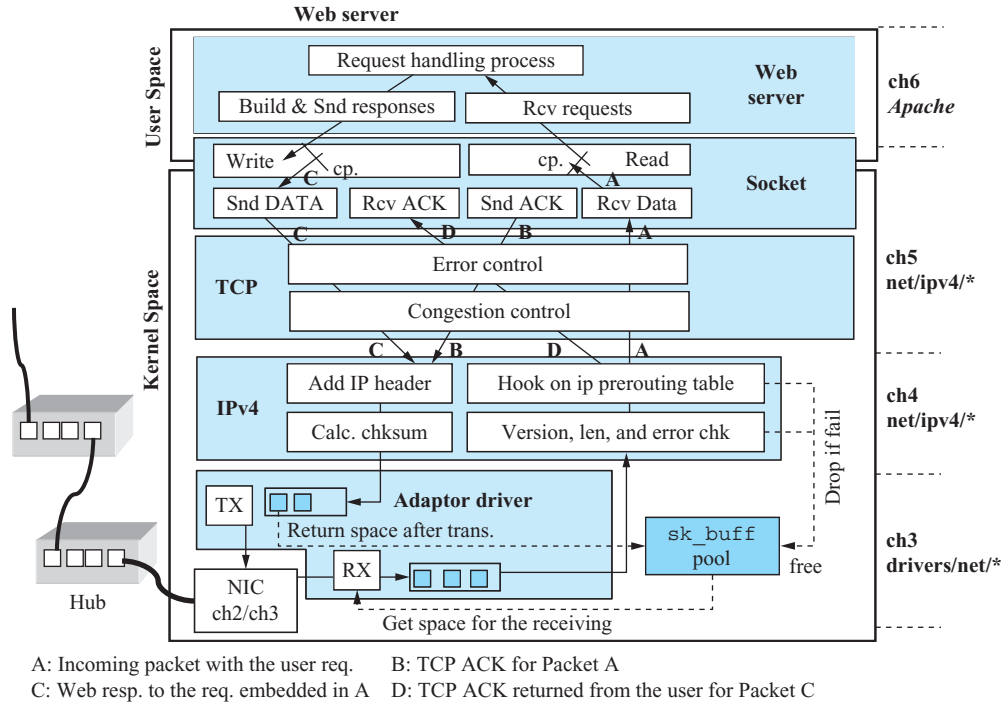 Web server
User Space
Request handling process
Web
server
Build & Snd responses
Rcv requests
ch6
Apache
Write
cp.
cp.
Read
C
A
Socket
Snd DATA
Rcv ACK
Snd ACK
Rcv Data
C
D
B
A
Kernel Space
TCP
Error control
Congestion control
ch5
net/ipv4/*
C
B
D
A
IPv4
Add IP header
Hook on ip prerouting table
Calc. chksum
Version, len, and error chk
ch4
net/ipv4/*
Drop if fail
TX
Adaptor driver
Return space after trans.
sk_buff
pool
free
ch3
drivers/net/*
NIC
ch2/ch3
RX
Get space for the receiving
Hub
A: Incoming packet with the user req.
B: TCP ACK for Packet A
C: Web resp. to the req. embedded in A
D: TCP ACK returned from the user for Packet C